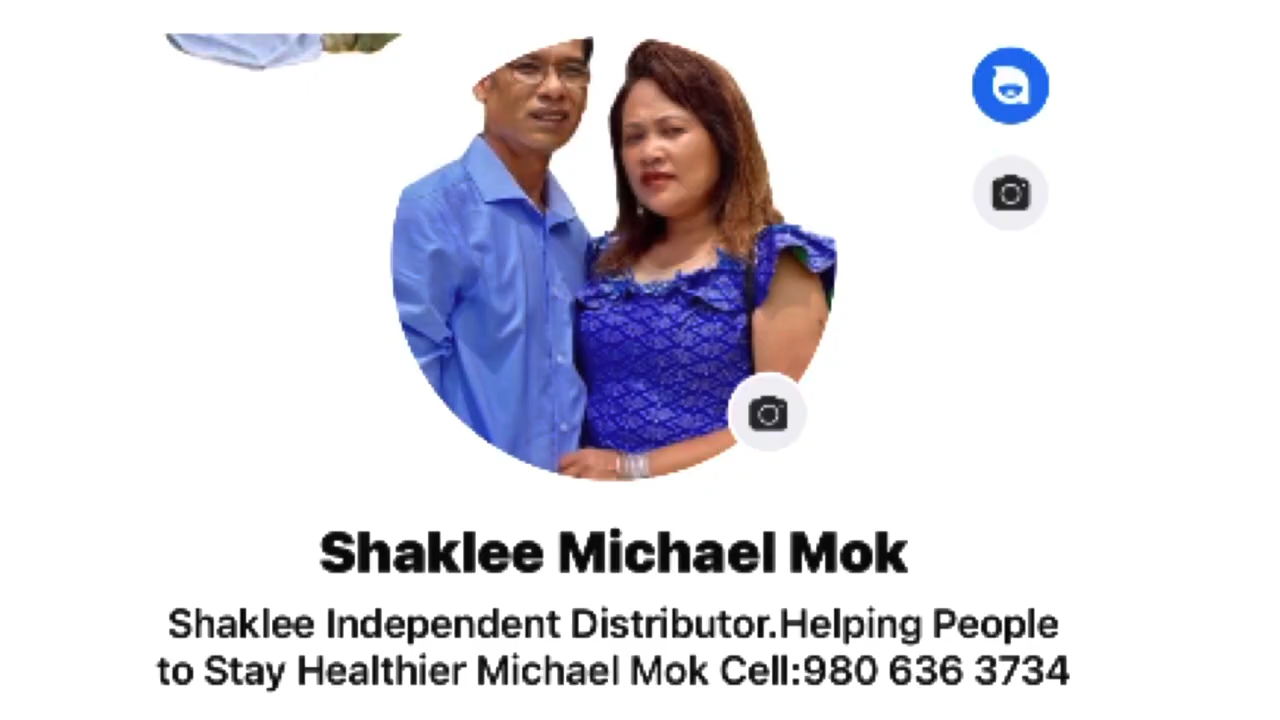 Shaklee Michael Mok
Shaklee Independent Distributor.Helping People
to Stay Healthier Michael Mok Cell:980 636 3734